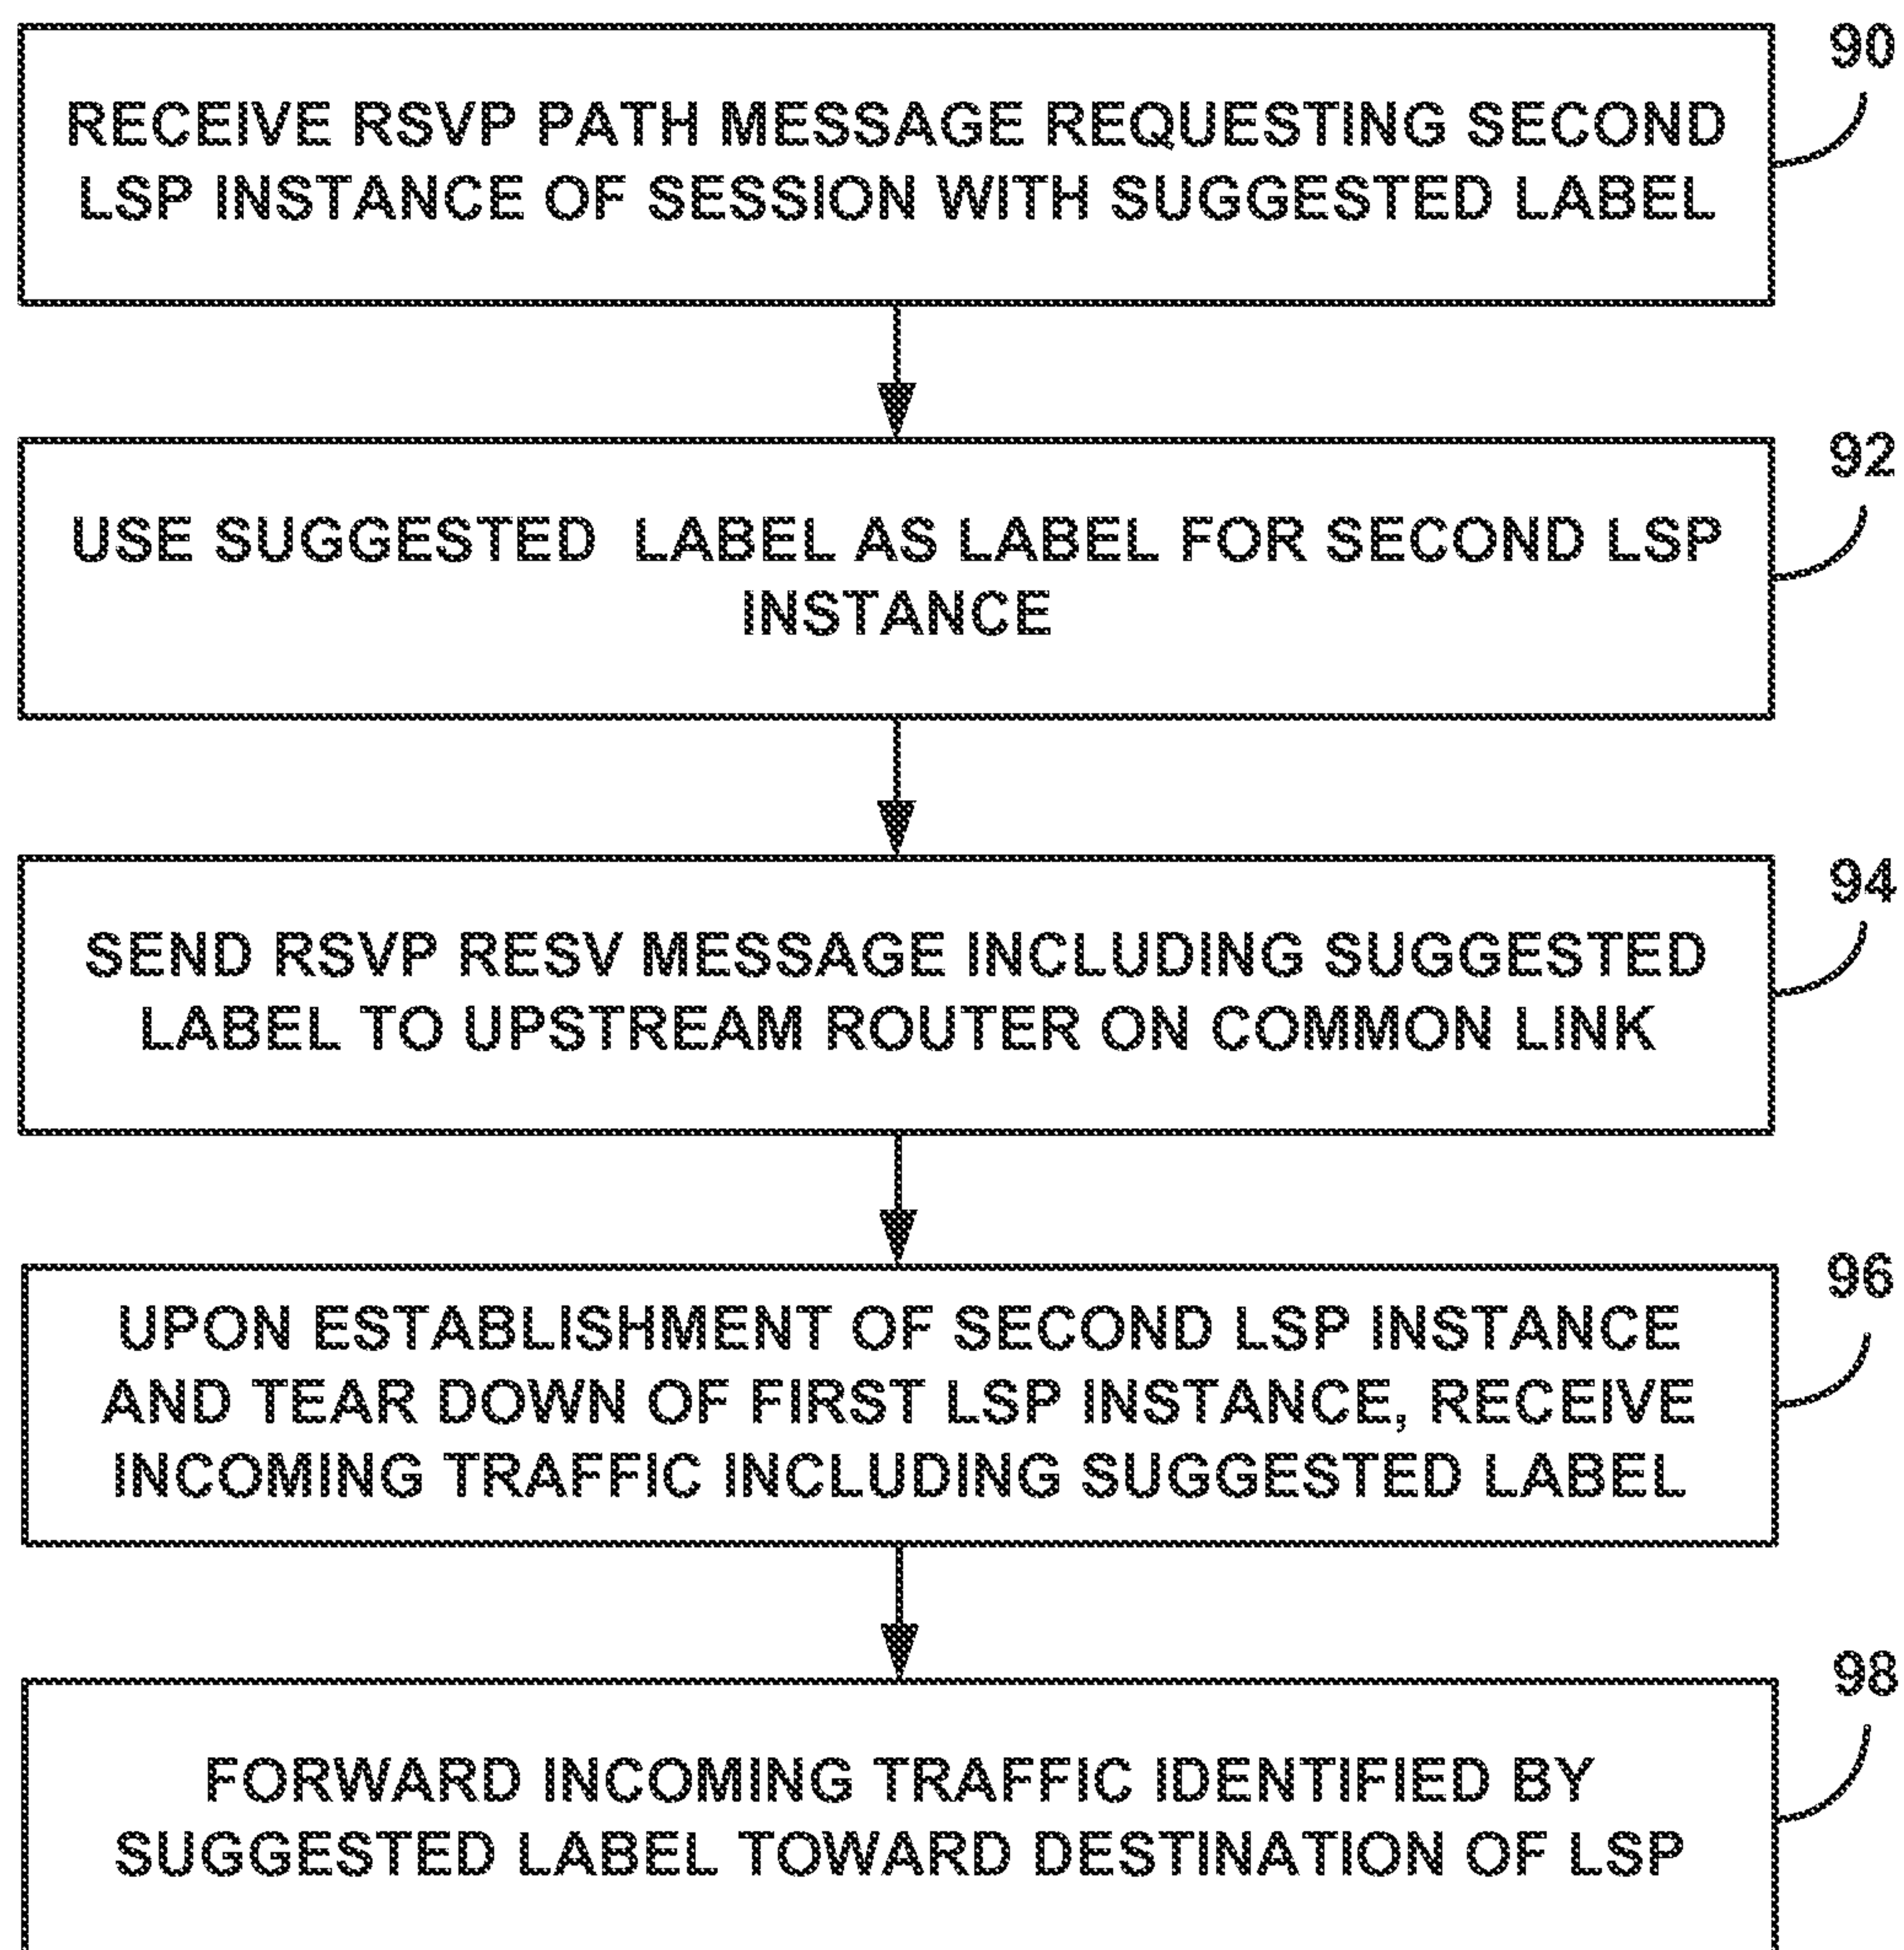 90
RECEIVE RSVP PATH MESSAGE REQUESTING SECOND
LSP INSTANCE OF SESSION WITH SUGGESTED LABEL
92
USE SUGGESTED LABEL AS LABEL FOR SECOND LSP
INSTANCE
94
SEND RSVP RESV MESSAGE INCLUDING SUGGESTED
LABEL TO UPSTREAM ROUTER ON COMMON LINK
96
UPON ESTABLISHMENT OF SECOND LSP INSTANCE
AND TEAR DOWN OF FIRST LSP INSTANCE, RECEIVE
INCOMING TRAFFIC INCLUDING SUGGESTED LABEL
98
FORWARD INCOMING TRAFFIC IDENTIFIED BY
SUGGESTED LABEL TOWARD DESTINATION OF LSP